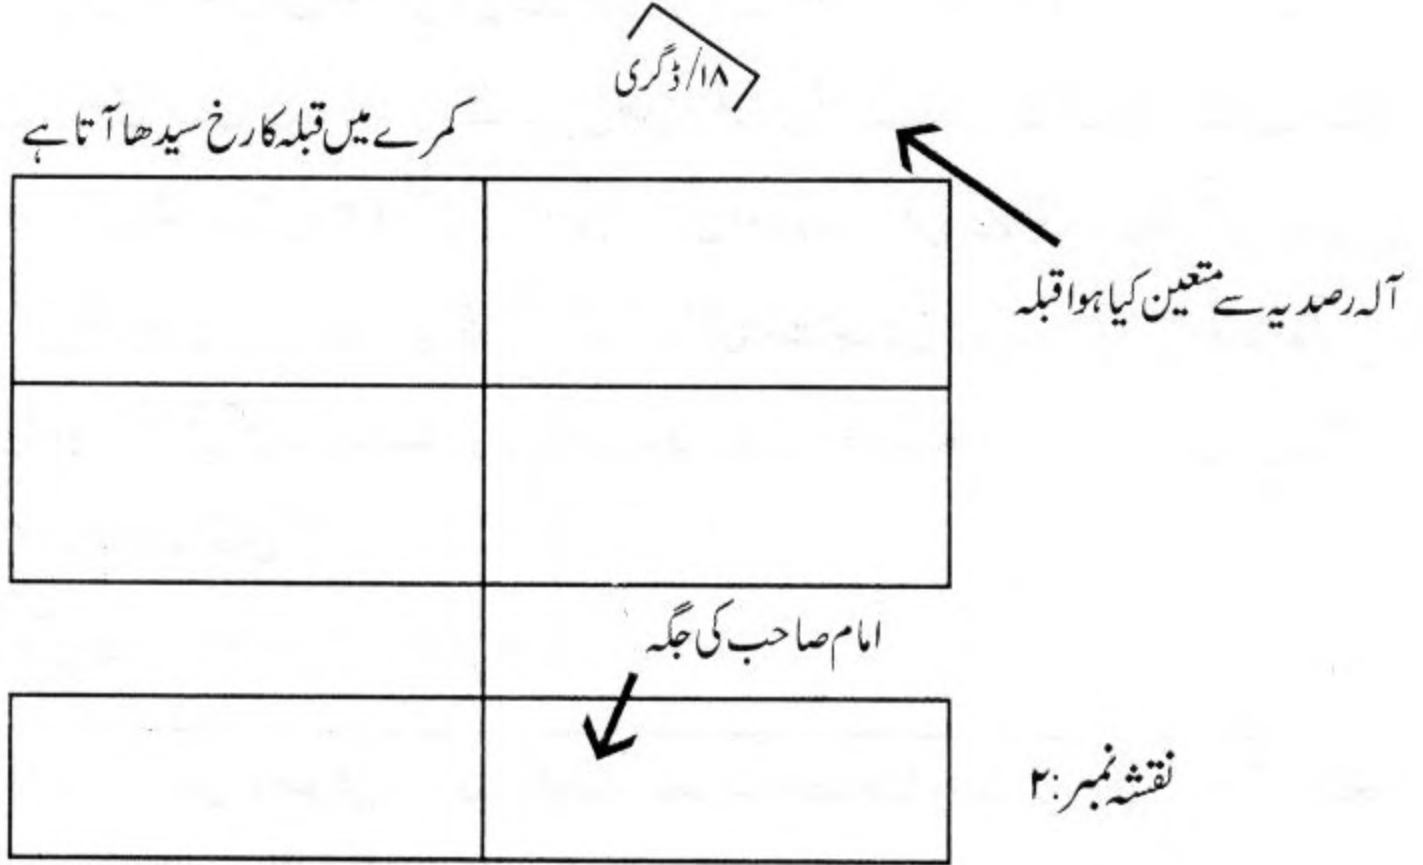 ۱۸/ڈگری
کمرے میں قبلہ کا رخ سیدھا آتا ہے
آلہ رصدیہ سے متعین کیا ہوا قبلہ
امام صاحب کی جگہ
نقشہ نمبر:۲